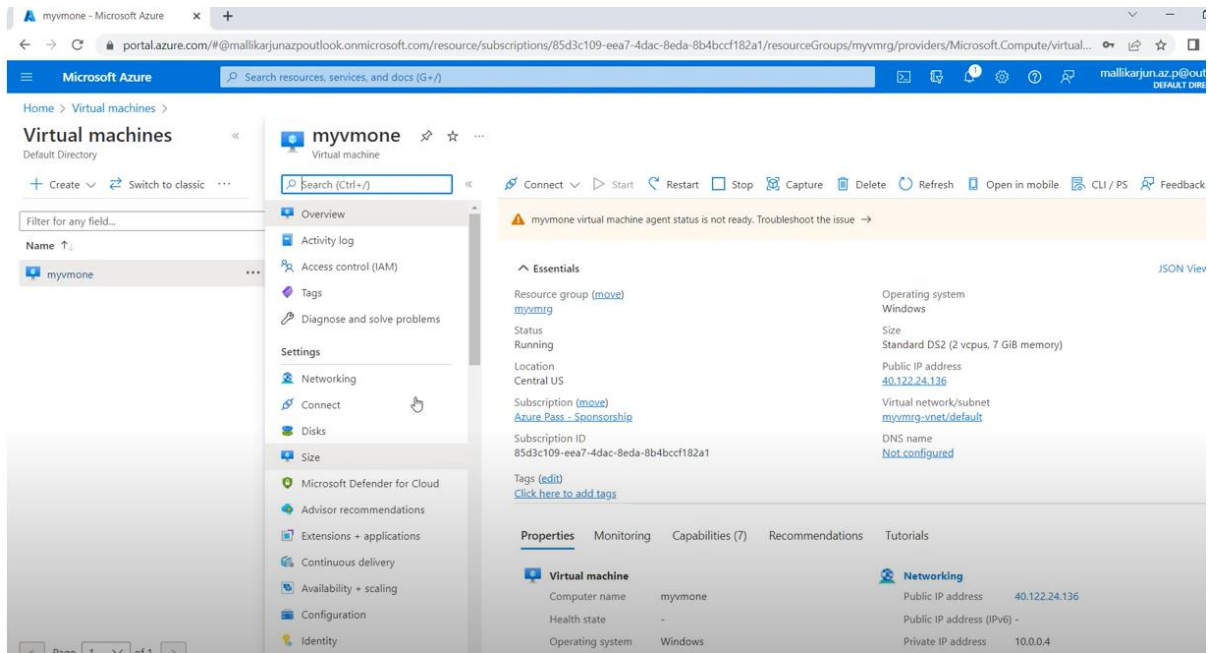 myvmone - Microsoft Azure
portal.azure.com/#@mallikarjunazpoutlook.onmicrosoft.com/resource/subscriptions/85d3c109-eea7-4dac-8eda-8b4bccf182a1/resourceGroups/myvmrg/providers/Microsoft.Compute/virtual...
Microsoft Azure
Search resources, services, and docs (G+/)
1
mallikarjun.az.p@out
DEFAULT DIRE
Home > Virtual machines >
Virtual machines
Default Directory
Create
Switch to classic
Filter for any field...
Name
myvmone
myvmone
Virtual machine
Search (Ctrl+/)
Overview
Activity log
Access control (IAM)
Tags
Diagnose and solve problems
Settings
Networking
Connect
Disks
Size
Microsoft Defender for Cloud
Advisor recommendations
Extensions + applications
Continuous delivery
Availability + scaling
Configuration
Identity
Connect Start Restart Stop Capture Delete Refresh Open in mobile CLI / PS Feedback
myvmone virtual machine agent status is not ready. Troubleshoot the issue →
Essentials
JSON View
Resource group (move)
myvmrg
Status
Running
Location
Central US
Subscription (move)
Azure Pass - Sponsorship
Subscription ID
85d3c109-eea7-4dac-8eda-8b4bccf182a1
Tags (edit)
Click here to add tags
Operating system
Windows
Size
Standard DS2 (2 vcpus, 7 GiB memory)
Public IP address
40.122.24.136
Virtual network/subnet
myvmrg-vnet/default
DNS name
Not configured
Properties Monitoring Capabilities (7) Recommendations Tutorials
Virtual machine
Computer name myvmone
Health state -
Operating system Windows
Networking
Public IP address 40.122.24.136
Public IP address (IPv6) -
Private IP address 10.0.0.4
< Page 1 of 1 >